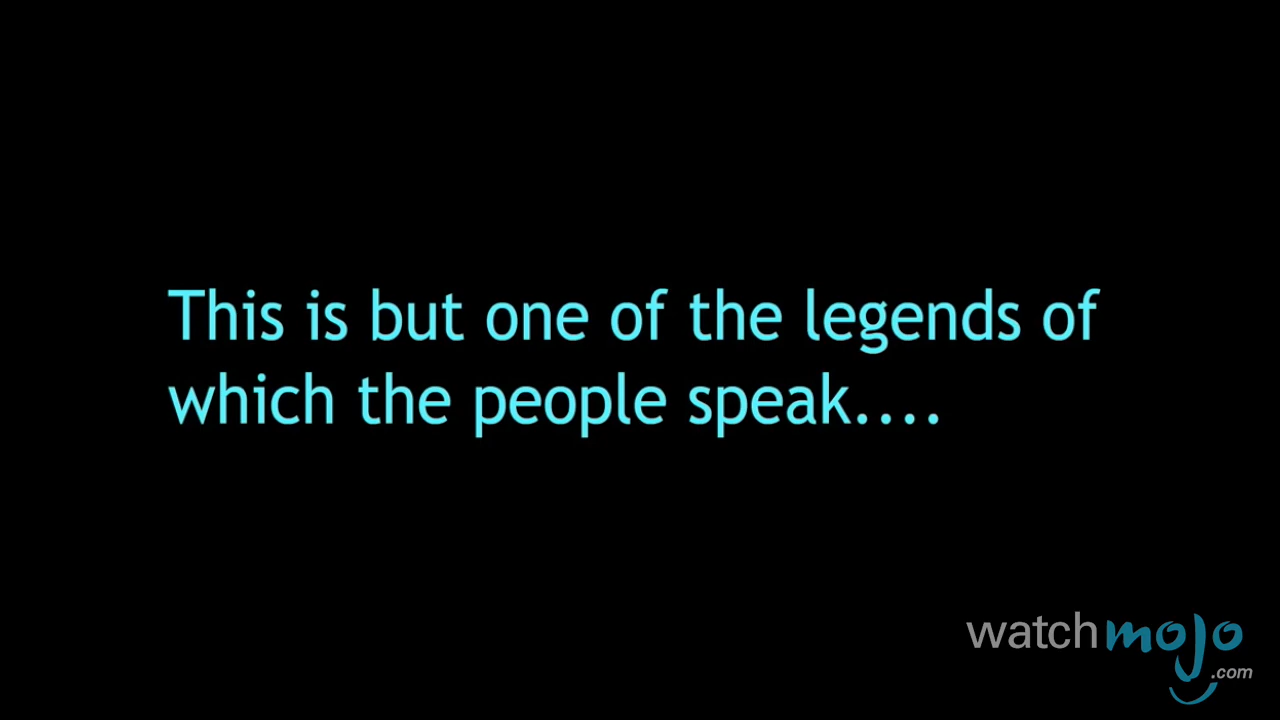 This is but one of the legends of
which the people speak....
watchmojo
.com